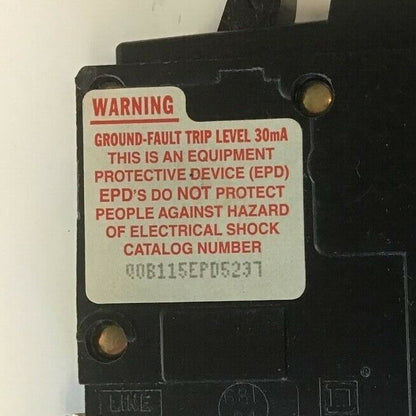 WARNING
GROUND-FAULT TRIP LEVEL 30mA
THIS IS AN EQUIPMENT
PROTECTIVE DEVICE (EPD)
EPD'S DO NOT PROTECT
PEOPLE AGAINST HAZARD
OF ELECTRICAL SHOCK
CATALOG NUMBER
QOB115EPD5237
LINE